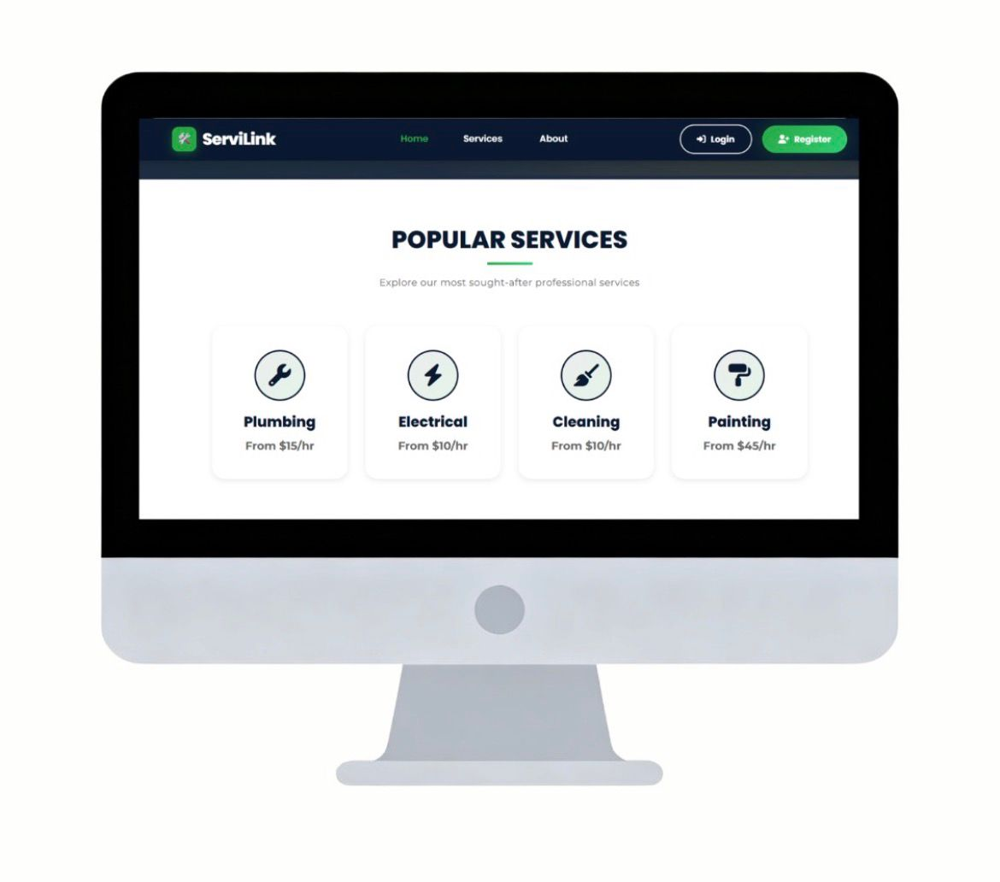 ServiLink
Home Services About Login Register
POPULAR SERVICES
Explore our most sought-after professional services
Plumbing
From $15/hr
Electrical
From $10/hr
Cleaning
From $10/hr
Painting
From $45/hr